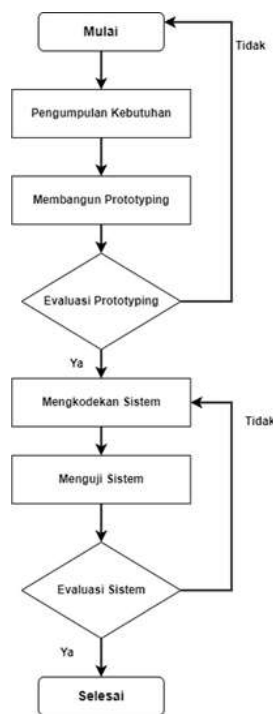 Mulai
Tidak
Pengumpulan Kebutuhan
Membangun Prototyping
Evaluasi Prototyping
Ya
Mengkodekan Sistem
Tidak
Menguji Sistem
Evaluasi Sistem
Ya
Selesai